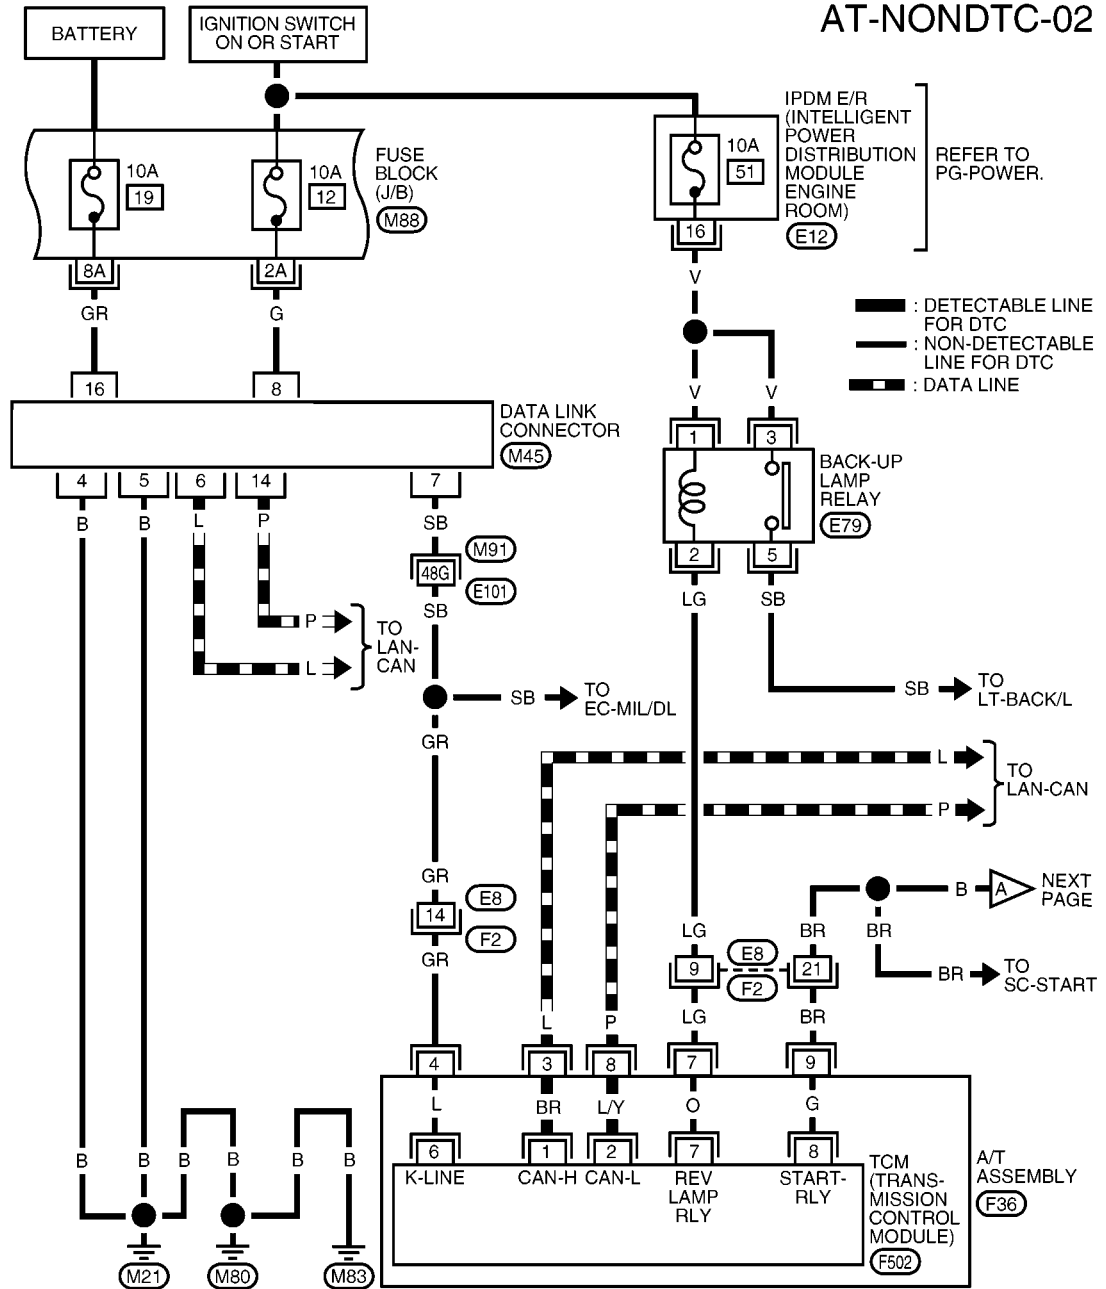 AT-NONDTC-02
BATTERY
IGNITION SWITCH
ON OR START
10A
19
10A
12
FUSE
BLOCK
(J/B)
M88
10A
51
16
IPDM E/R
(INTELLIGENT
POWER
DISTRIBUTION
MODULE
ENGINE
ROOM)
E12
REFER TO
PG-POWER.
8A
2A
GR
G
V
: DETECTABLE LINE
FOR DTC
: NON-DETECTABLE
LINE FOR DTC
: DATA LINE
16
8
V
V
DATA LINK
CONNECTOR
M45
1
3
BACK-UP
LAMP
RELAY
E79
2
5
4
5
6
14
7
B
B
L
P
SB
M91
48G
E101
SB
LG
SB
P
L
TO
LAN-
CAN
SB
TO
EC-MIL/DL
SB
TO
LT-BACK/L
GR
L
P
TO
LAN-CAN
GR
14
E8
F2
GR
B
A
NEXT
PAGE
LG
BR
BR
9
E8
F2
21
BR
TO
SC-START
L
P
LG
BR
4
3
8
7
9
L
BR
L/Y
O
G
6
1
2
7
8
K-LINE
CAN-H
CAN-L
REV
LAMP
RLY
START-
RLY
TCM
(TRANS-
MISSION
CONTROL
MODULE)
F502
A/T
ASSEMBLY
F36
B
B
B
B
B
B
M21
M80
M83